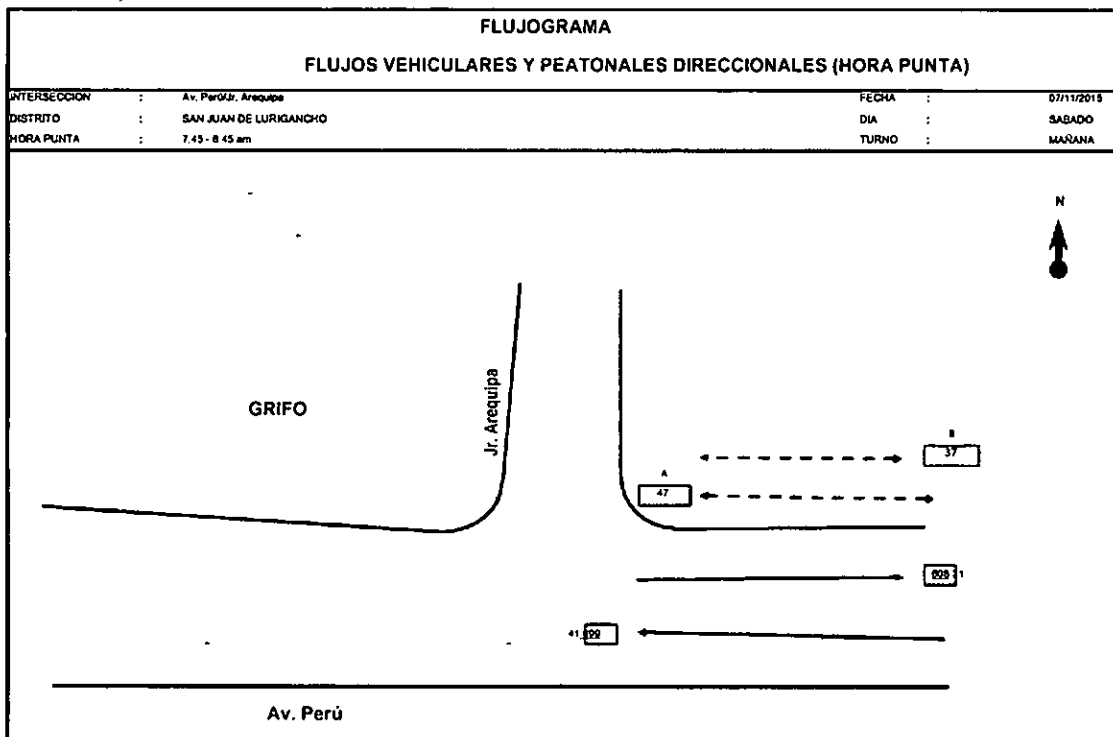 FLUJOGRAMA
FLUJOS VEHICULARES Y PEATONALES DIRECCIONALES (HORA PUNTA)
INTERSECCION : Av. Perú/Jr. Arequipa FECHA : 07/11/2015
DISTRITO : SAN JUAN DE LURIGANCHO DIA : SABADO
HORA PUNTA : 7.45 - 8 45 am TURNO : MAÑANA
N
Jr. Arequipa
GRIFO
B
37
A
47
1
41
Av. Perú